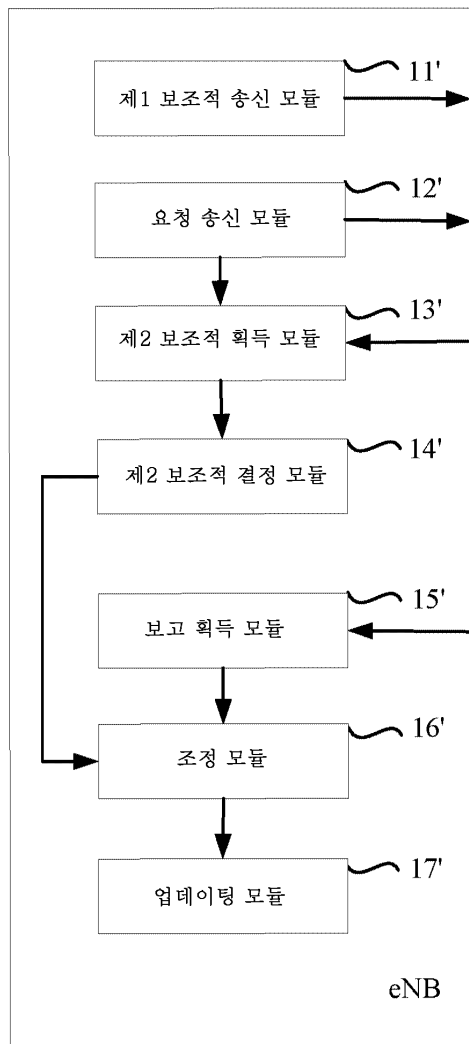 11'
제1 보조적 송신 모듈
12'
요청 송신 모듈
13'
제2 보조적 획득 모듈
14'
제2 보조적 결정 모듈
15'
보고 획득 모듈
16'
조정 모듈
17'
업데이팅 모듈
eNB